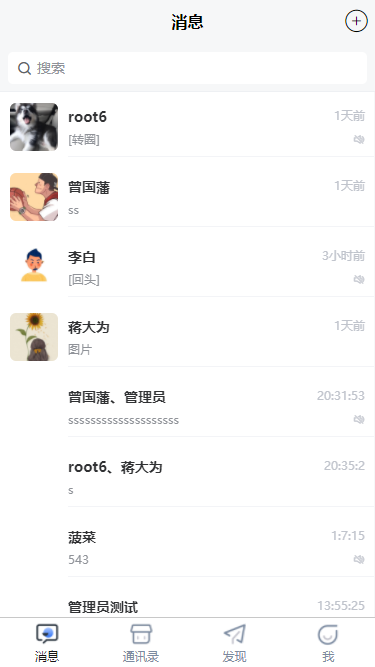 消息
搜索
root6
1天前
[转圈]
曾国藩
1天前
ss
李白
3小时前
[回头]
蒋大为
1天前
图片
曾国藩、管理员
20:31:53
ssssssssssssssssssss
root6、蒋大为
20:35:2
s
菠菜
1:7:15
543
管理员测试
13:55:25
消息
通讯录
发现
我